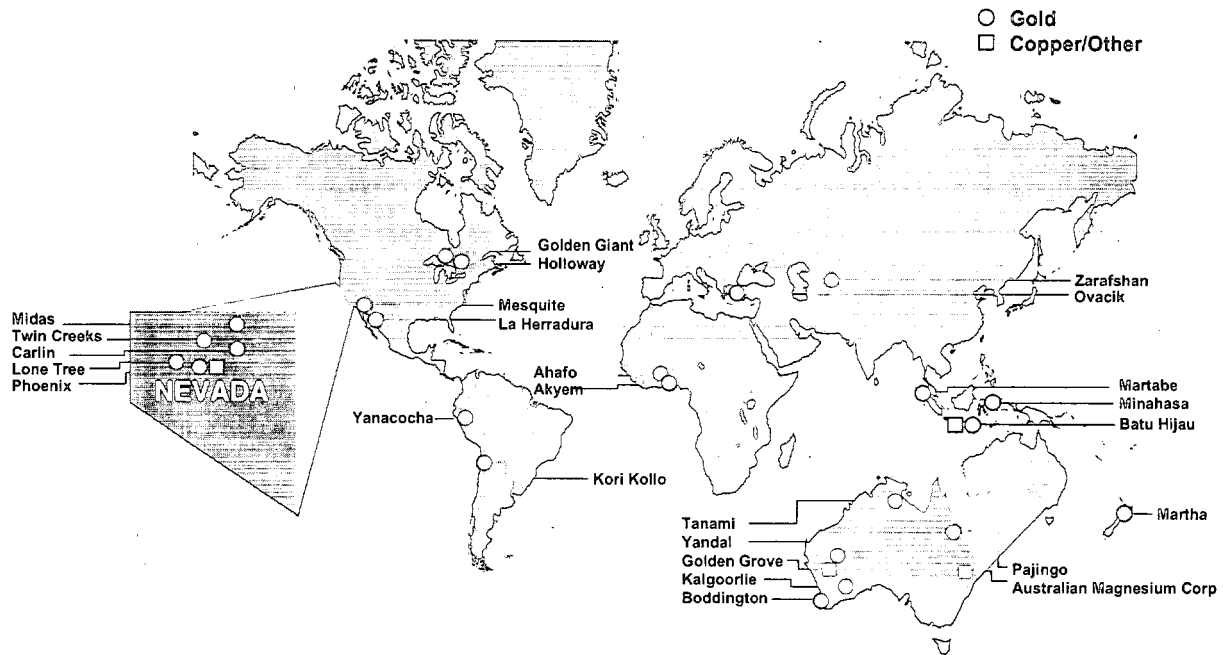 Gold
Copper/Other
Golden Giant
Holloway
Mesquite
La Herradura
Zarafshan
Ovacik
Midas
Twin Creeks
Carlin
Lone Tree
Phoenix
NEVADA
Ahafo
Akyem
Yanacocha
Kori Kollo
Martabe
Minahasa
Batu Hijau
Martha
Tanami
Yandal
Golden Grove
Kalgoorlie
Boddington
Pajingo
Australian Magnesium Corp